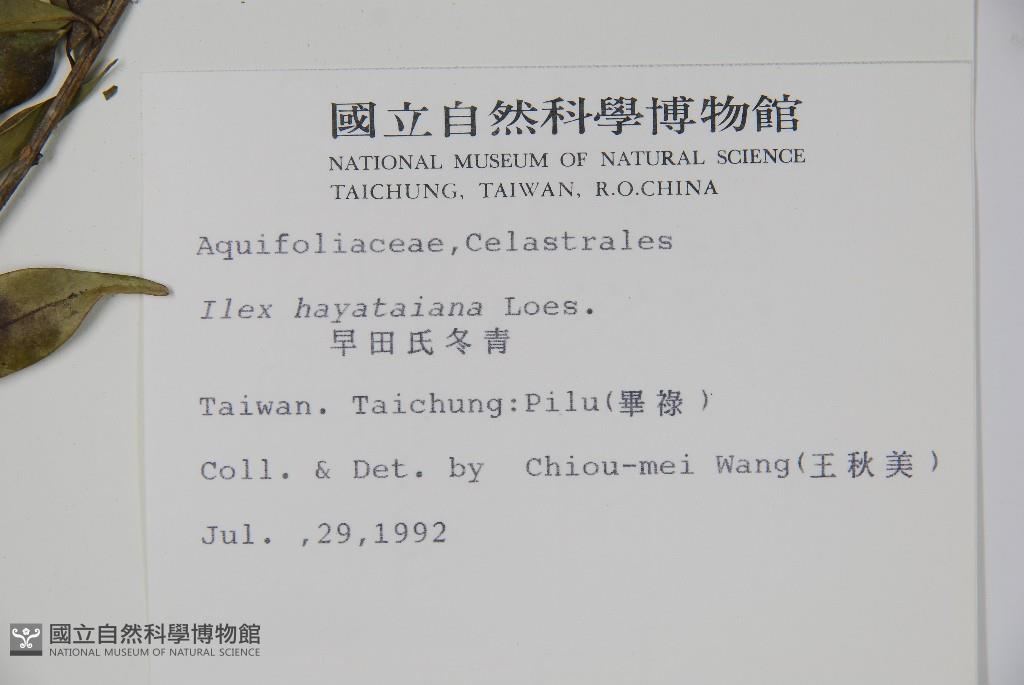 國立自然科學博物館
NATIONAL MUSEUM OF NATURAL SCIENCE
TAICHUNG, TAIWAN, R.O.CHINA
Aquifoliaceae,Celastrales
Ilex hayataiana Loes.
早田氏冬青
Taiwan. Taichung:Pilu(畢祿)
Coll. & Det. by Chiou-mei Wang(王秋美)
Jul. ,29,1992
國立自然科學博物館
NATIONAL MUSEUM OF NATURAL SCIENCE